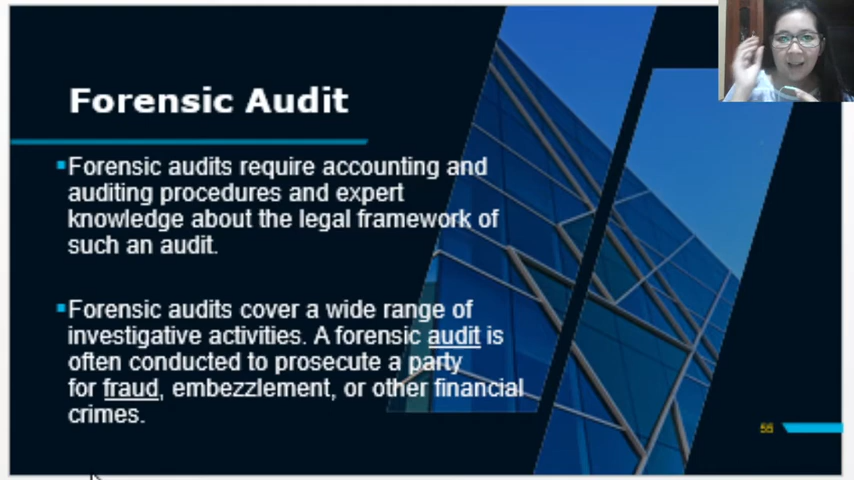 Forensic Audit
Forensic audits require accounting and
auditing procedures and expert
knowledge about the legal framework of
such an audit.
Forensic audits cover a wide range of
investigative activities. A forensic audit is
often conducted to prosecute a party
for fraud, embezzlement, or other financial
crimes.